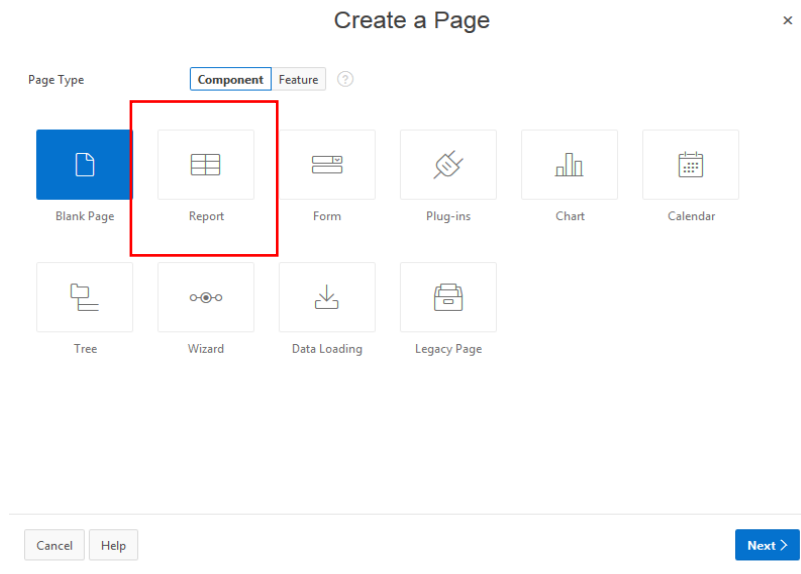 Create a Page
×
Page Type
Component Feature ?
Blank Page Report Form Plug-ins Chart Calendar
Tree Wizard Data Loading Legacy Page
Cancel Help Next >